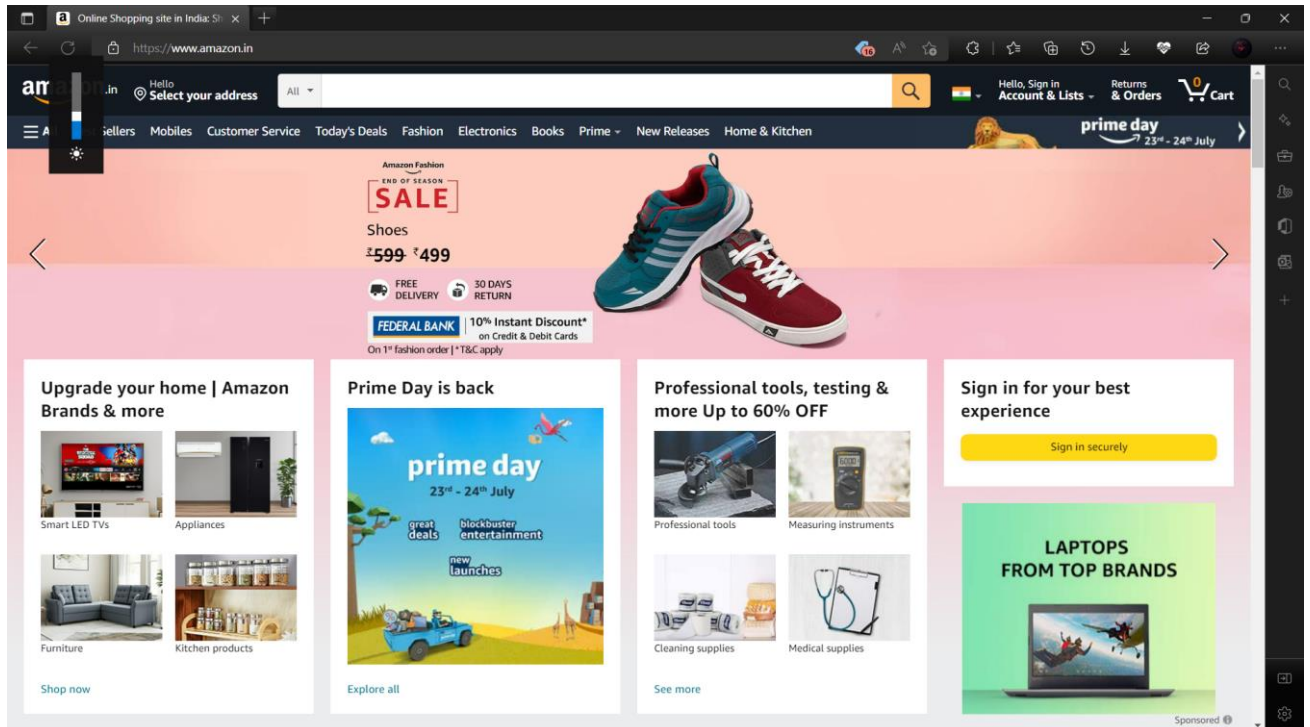 Online Shopping site in India: Sh
https://www.amazon.in
16
.in
Hello
Select your address
All
Hello, Sign in
Account & Lists
Returns
& Orders
0
Cart
Sellers
Mobiles
Customer Service
Today's Deals
Fashion
Electronics
Books
Prime
New Releases
Home & Kitchen
prime day
23rd - 24th July
Amazon Fashion
END OF SEASON
SALE
Shoes
₹599 ₹499
FREE
DELIVERY
30 DAYS
RETURN
FEDERAL BANK
10% Instant Discount*
on Credit & Debit Cards
On 1st fashion order | *T&C apply
Upgrade your home | Amazon
Brands & more
Smart LED TVs
Appliances
Furniture
Kitchen products
Shop now
Prime Day is back
prime day
23rd - 24th July
great
deals
blockbuster
entertainment
new
launches
Explore all
Professional tools, testing &
more Up to 60% OFF
Professional tools
Measuring instruments
Cleaning supplies
Medical supplies
See more
Sign in for your best
experience
Sign in securely
LAPTOPS
FROM TOP BRANDS
Sponsored